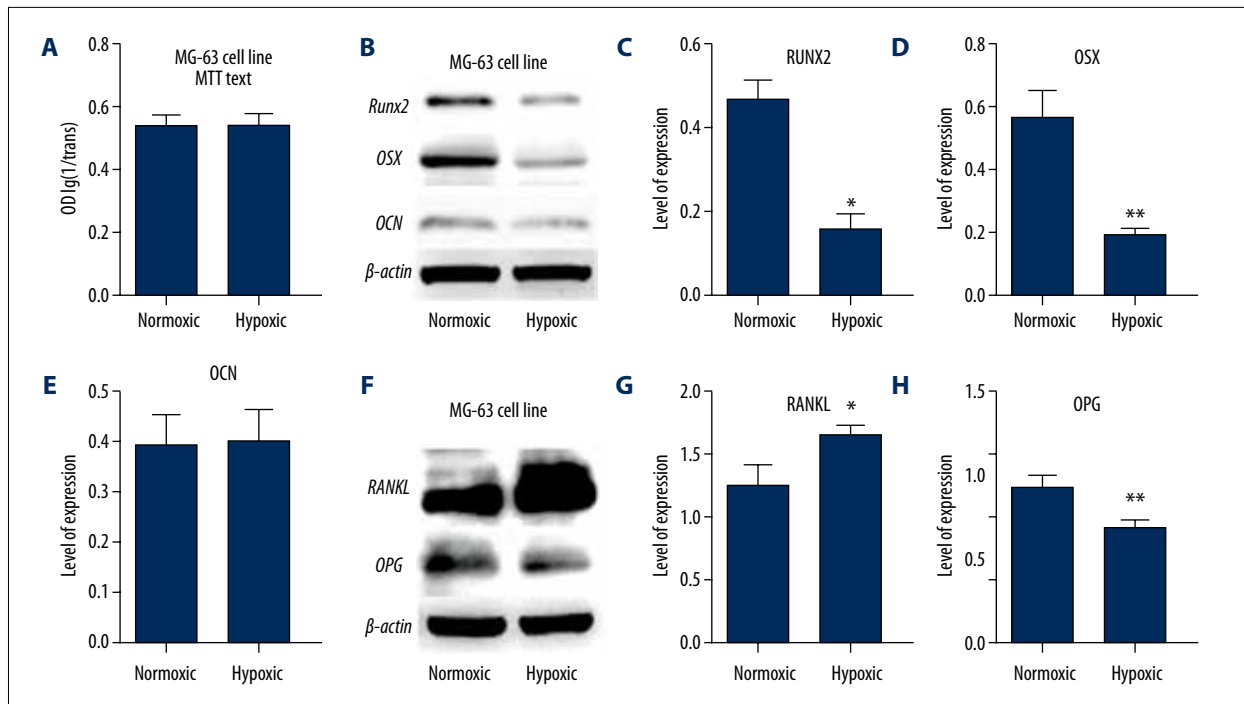 A
MG-63 cell line
MTT text
OD lg(1/trans)
0.8
0.6
0.4
0.2
0.0
Normoxic Hypoxic
B
MG-63 cell line
Runx2
OSX
OCN
β-actin
Normoxic Hypoxic
C
RUNX2
Level of expression
0.6
0.4
0.2
0.0
*
Normoxic Hypoxic
D
OSX
Level of expression
0.8
0.6
0.4
0.2
0.0
**
Normoxic Hypoxic
E
OCN
Level of expression
0.5
0.4
0.3
0.2
0.1
0.0
Normoxic Hypoxic
F
MG-63 cell line
RANKL
OPG
β-actin
Normoxic Hypoxic
G
RANKL
Level of expression
2.0
1.5
1.0
1.5
0.0
*
Normoxic Hypoxic
H
OPG
Level of expression
1.5
1.0
0.5
0.0
**
Normoxic Hypoxic